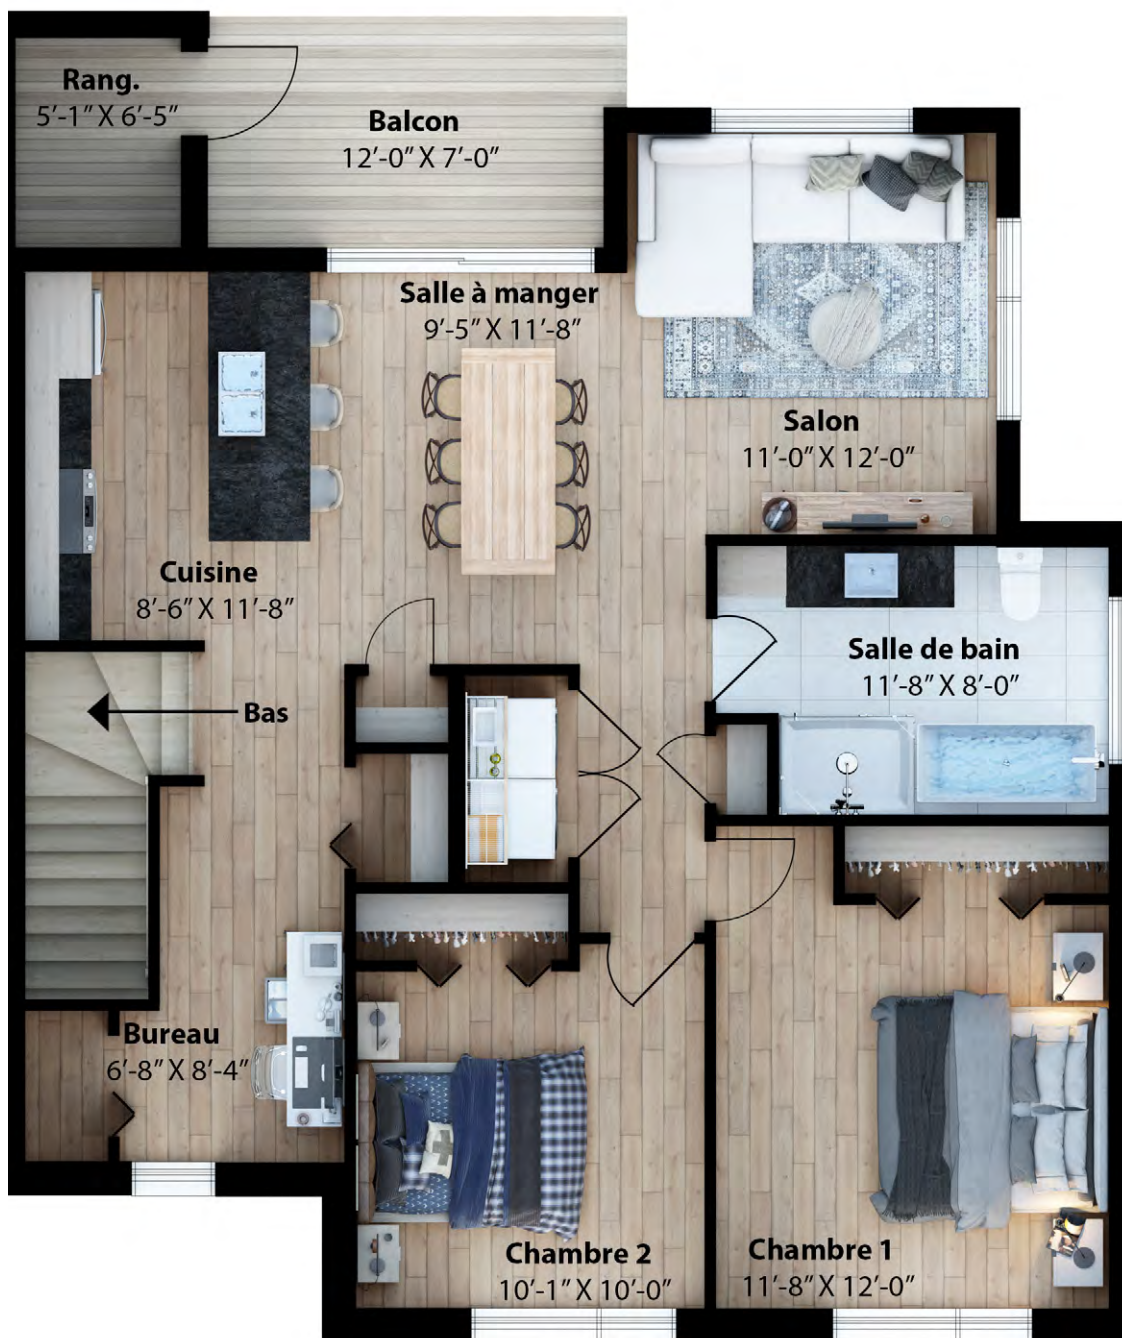 Rang.
5'-1" X 6'-5"
Balcon
12'-0" X 7'-0"
Salle à manger
9'-5" X 11'-8"
Salon
11'-0" X 12'-0"
Cuisine
8'-6" X 11'-8"
Salle de bain
11'-8" X 8'-0"
Bas
Bureau
6'-8" X 8'-4"
Chambre 2
10'-1" X 10'-0"
Chambre 1
11'-8" X 12'-0"